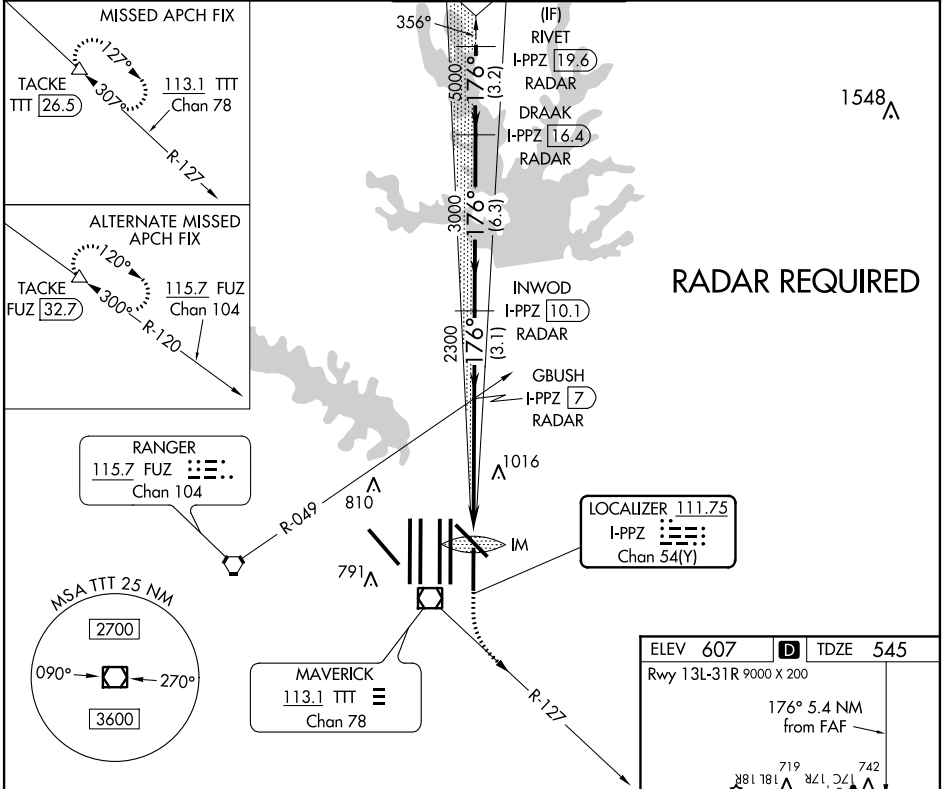 MISSED APCH FIX
127°
307°
TACKE
TTT 26.5
113.1 TTT
Chan 78
R-127
ALTERNATE MISSED
APCH FIX
120°
300°
TACKE
FUZ 32.7
115.7 FUZ
Chan 104
R-120
356°
(IF)
RIVET
I-PPZ 19.6
RADAR
5000
176°
(3.2)
DRAAK
I-PPZ 16.4
RADAR
3000
176°
(6.3)
INWOD
I-PPZ 10.1
RADAR
2300
176°
(3.1)
GBUSH
I-PPZ 7
RADAR
1548
RADAR REQUIRED
RANGER
115.7 FUZ
Chan 104
R-049
810
1016
791
IM
LOCALIZER 111.75
I-PPZ
Chan 54(Y)
MSA TTT 25 NM
2700
090°
270°
3600
MAVERICK
113.1 TTT
Chan 78
R-127
ELEV 607 D TDZE 545
Rwy 13L-31R 9000 X 200
176° 5.4 NM
from FAF
18R 18L 719 17R 17C 742